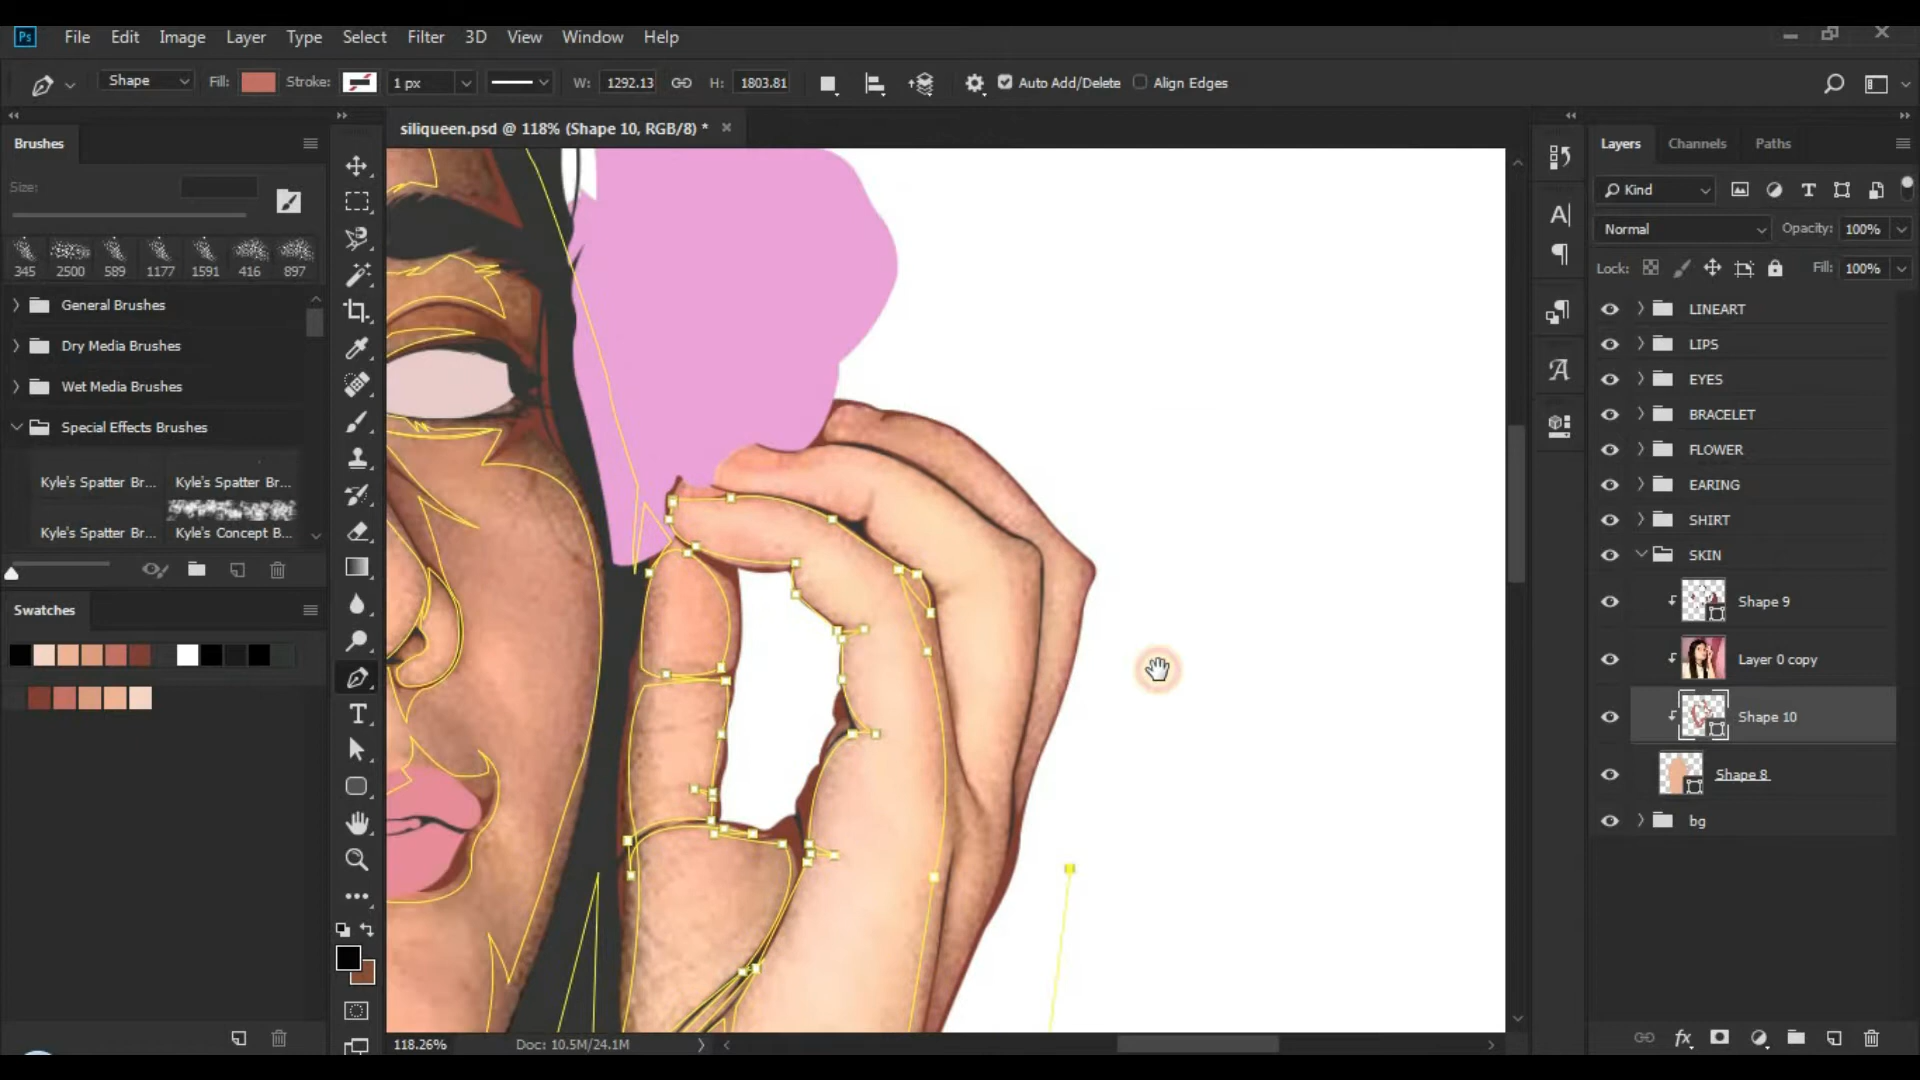 Ps File Edit Image Layer Type Select Filter 3D View Window Help
Shape Fill: Stroke: 1 px W: 1292.13 H: 1803.81 Auto Add/Delete Align Edges
siliqueen.psd @ 118% (Shape 10, RGB/8) *
Brushes
Size:
345 2500 589 1177 1591 416 897
General Brushes
Dry Media Brushes
Wet Media Brushes
Special Effects Brushes
Kyle's Spatter Br... Kyle's Spatter Br...
Kyle's Spatter Br... Kyle's Concept B...
Swatches
118.26% Doc: 10.5M/24.1M
Layers Channels Paths
Kind
Normal Opacity: 100%
Lock: Fill: 100%
LINEART
LIPS
EYES
BRACELET
FLOWER
EARING
SHIRT
SKIN
Shape 9
Layer 0 copy
Shape 10
Shape 8
bg